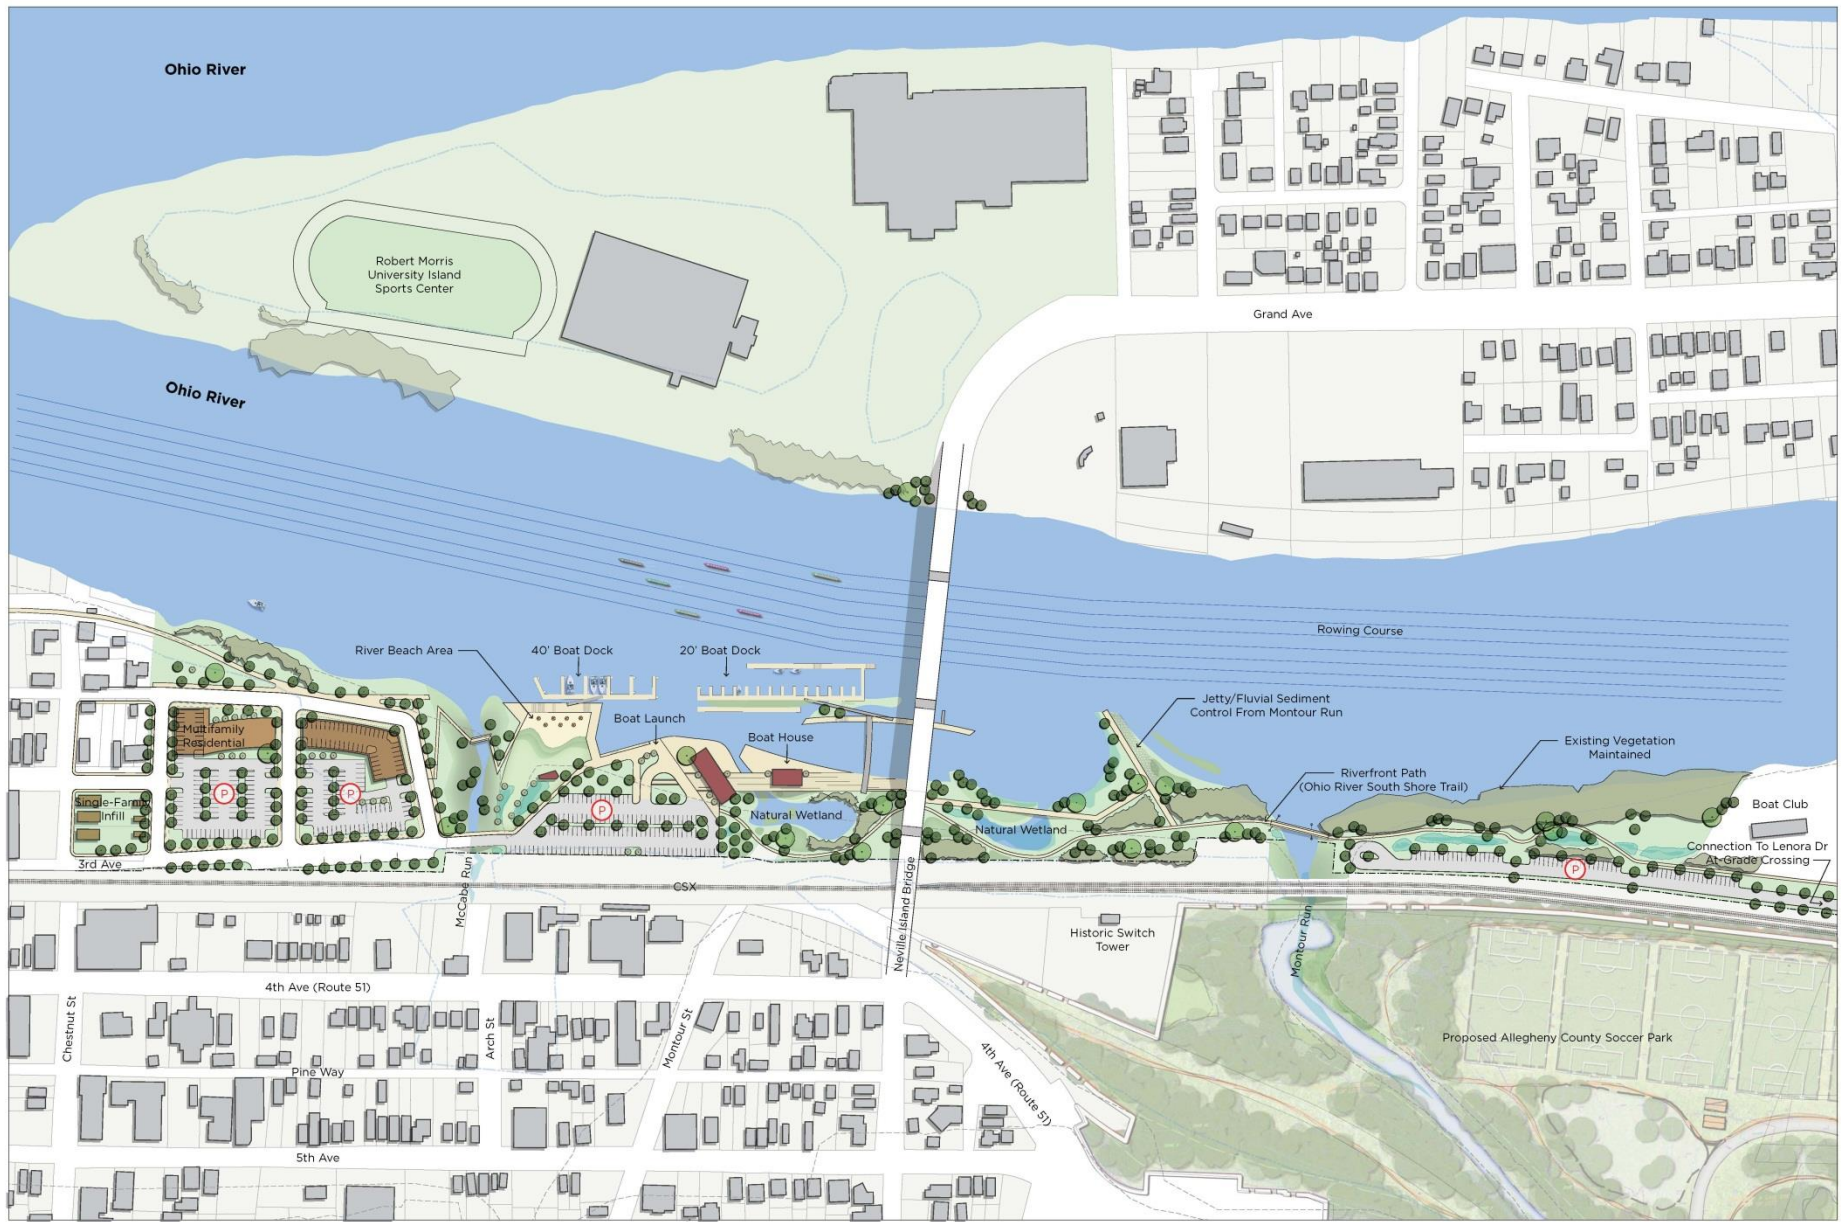 Ohio River
Robert Morris
University Island
Sports Center
Grand Ave
Ohio River
Rowing Course
River Beach Area
40' Boat Dock
20' Boat Dock
Jetty/Fluvial Sediment
Control From Montour Run
Boat Launch
Boat House
Existing Vegetation
Maintained
Multifamily
Residential
Riverfront Path
(Ohio River South Shore Trail)
P
P
P
Single-Family
Infill
Natural Wetland
Natural Wetland
Boat Club
Connection To Lenora Dr
At-Grade Crossing
3rd Ave
P
CSX
McCabe Run
Neville Island Bridge
Historic Switch
Tower
Montour Run
4th Ave (Route 51)
Chestnut St
Arch St
Montour St
4th Ave (Route 51)
Proposed Allegheny County Soccer Park
Pine Way
5th Ave